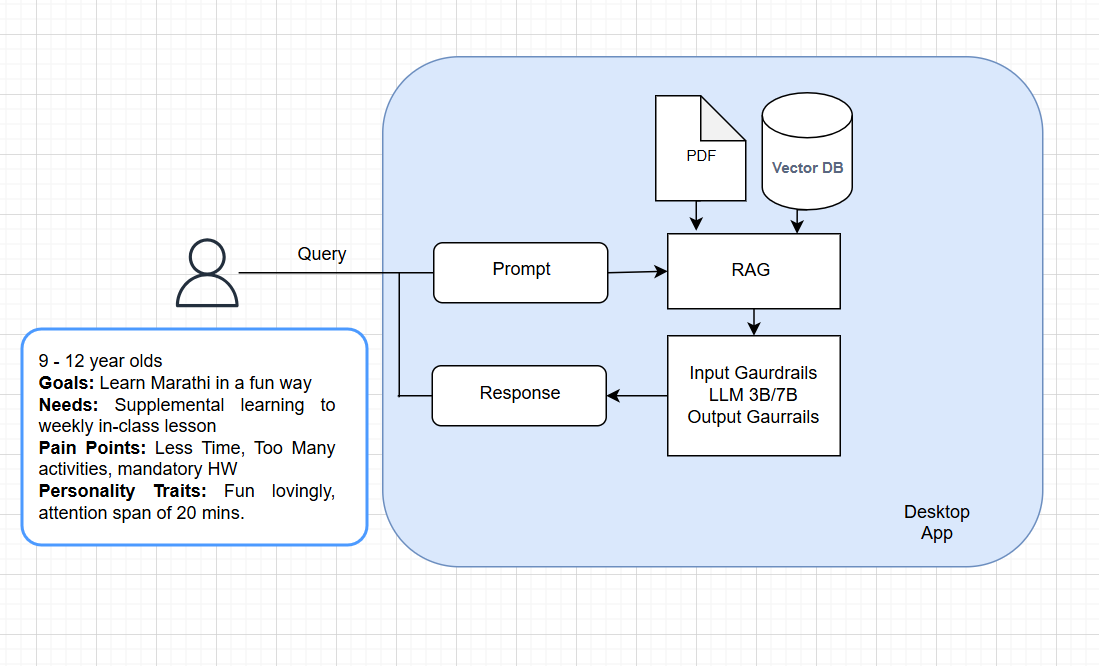 PDF
Vector DB
Query
Prompt
RAG
9 - 12 year olds
Goals: Learn Marathi in a fun way
Needs: Supplemental learning to
weekly in-class lesson
Pain Points: Less Time, Too Many
activities, mandatory HW
Personality Traits: Fun lovingly,
attention span of 20 mins.
Response
Input Gaurdrails
LLM 3B/7B
Output Gaurrails
Desktop
App